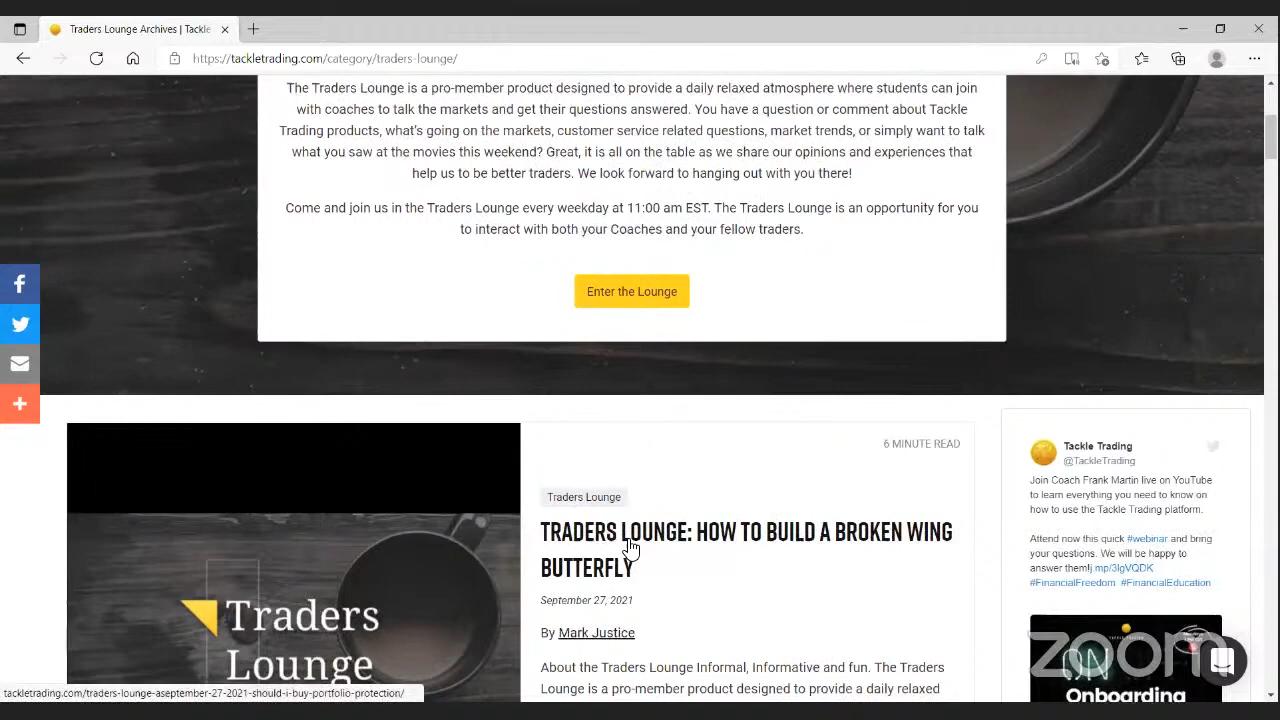 Traders Lounge Archives | Tackle
https://tackletrading.com/category/traders-lounge/
The Traders Lounge is a pro-member product designed to provide a daily relaxed atmosphere where students can join
with coaches to talk the markets and get their questions answered. You have a question or comment about Tackle
Trading products, what's going on the markets, customer service related questions, market trends, or simply want to talk
what you saw at the movies this weekend? Great, it is all on the table as we share our opinions and experiences that
help us to be better traders. We look forward to hanging out with you there!
Come and join us in the Traders Lounge every weekday at 11:00 am EST. The Traders Lounge is an opportunity for you
to interact with both your Coaches and your fellow traders.
Enter the Lounge
6 MINUTE READ
Traders Lounge
TRADERS LOUNGE: HOW TO BUILD A BROKEN WING
BUTTERFLY
September 27, 2021
By Mark Justice
About the Traders Lounge Informal, Informative and fun. The Traders
Lounge is a pro-member product designed to provide a daily relaxed
Traders
Lounge
Tackle Trading
@TackleTrading
Join Coach Frank Martin live on YouTube
to learn everything you need to know on
how to use the Tackle Trading platform.
Attend now this quick #webinar and bring
your questions. We will be happy to
answer them!j.mp/3lgVQDK
#FinancialFreedom #FinancialEducation
Onboarding
zoom
tackletrading.com/traders-lounge-aseptember-27-2021-should-i-buy-portfolio-protection/